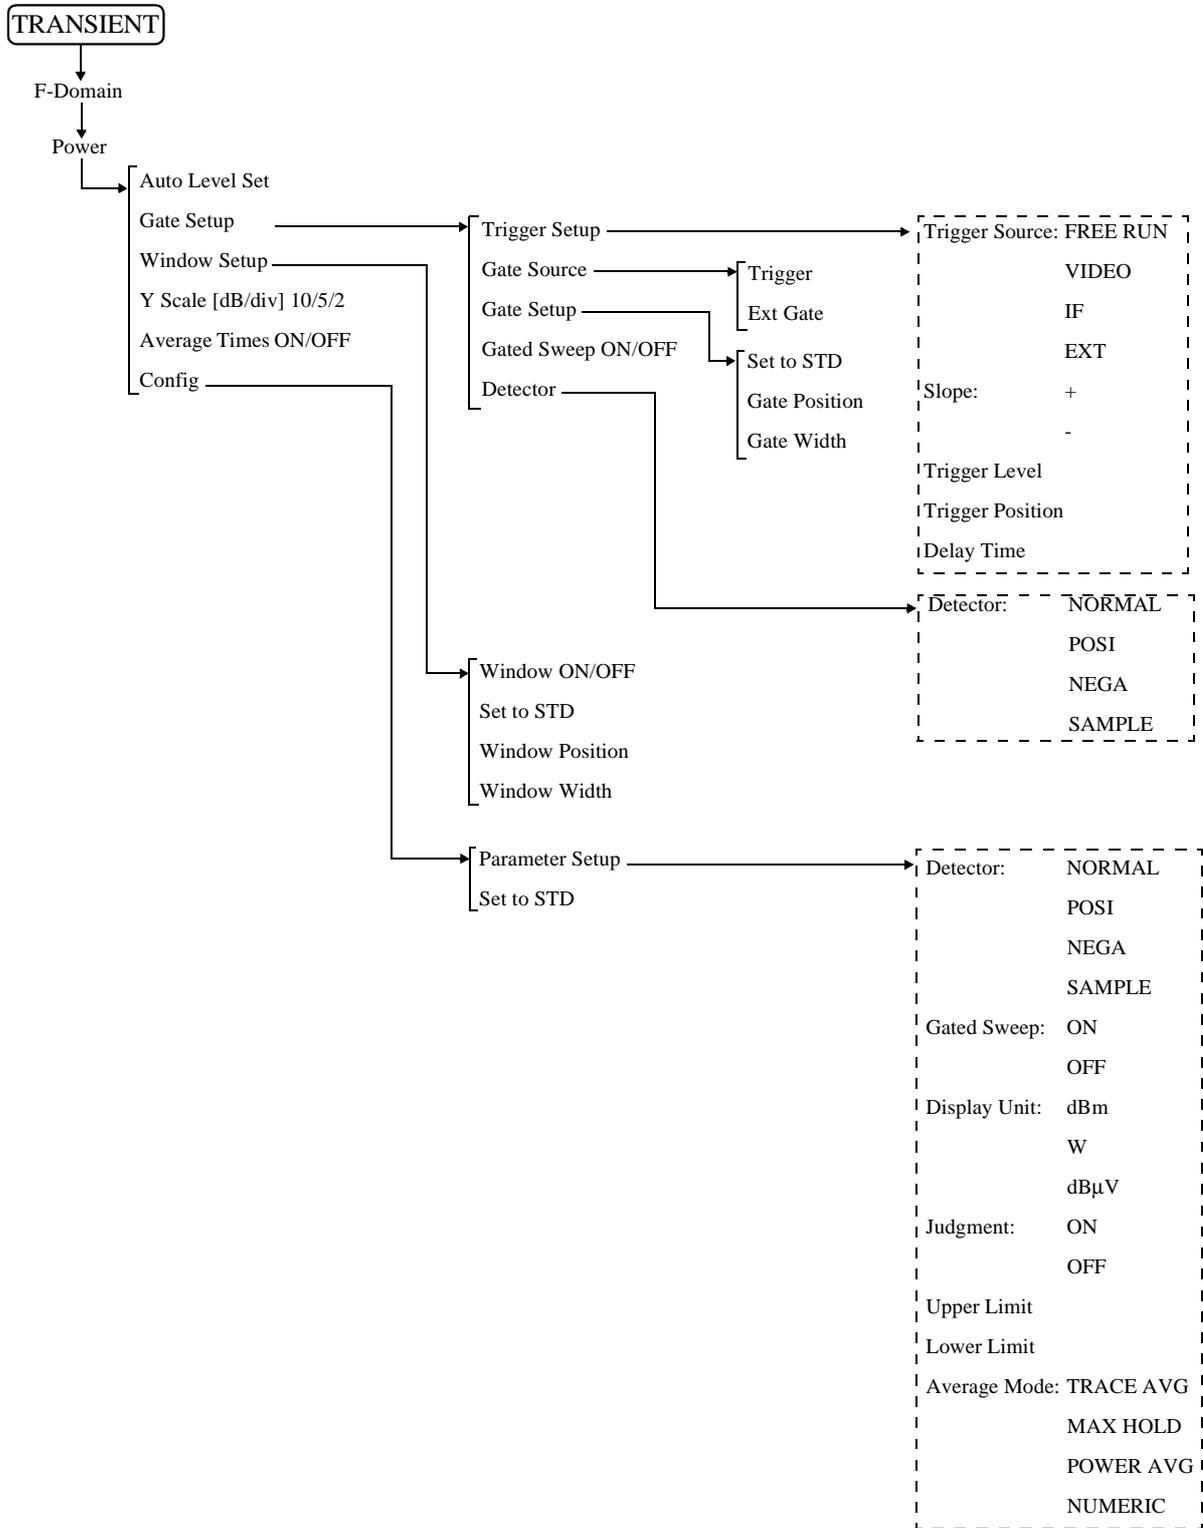 TRANSIENT
F-Domain
Power
Auto Level Set
Gate Setup
Window Setup
Y Scale [dB/div] 10/5/2
Average Times ON/OFF
Config
Trigger Setup
Gate Source
Gate Setup
Gated Sweep ON/OFF
Detector
Trigger
Ext Gate
Set to STD
Gate Position
Gate Width
Trigger Source: FREE RUN
VIDEO
IF
EXT
Slope: +
-
Trigger Level
Trigger Position
Delay Time
Detector: NORMAL
POSI
NEGA
SAMPLE
Window ON/OFF
Set to STD
Window Position
Window Width
Parameter Setup
Set to STD
Detector: NORMAL
POSI
NEGA
SAMPLE
Gated Sweep: ON
OFF
Display Unit: dBm
W
dBμV
Judgment: ON
OFF
Upper Limit
Lower Limit
Average Mode: TRACE AVG
MAX HOLD
POWER AVG
NUMERIC